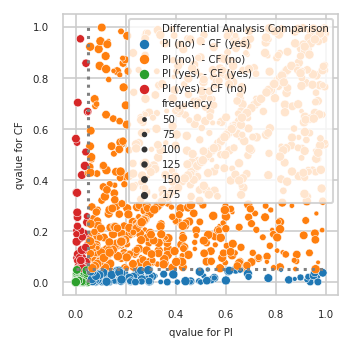 Differential Analysis Comparison
PI (no)  - CF (yes)
PI (no)  - CF (no)
PI (yes) - CF (yes)
PI (yes) - CF (no)
frequency
50
75
100
125
150
175
1.0
0.8
0.6
0.4
0.2
0.0
qvalue for CF
0.0 0.2 0.4 0.6 0.8 1.0
qvalue for PI